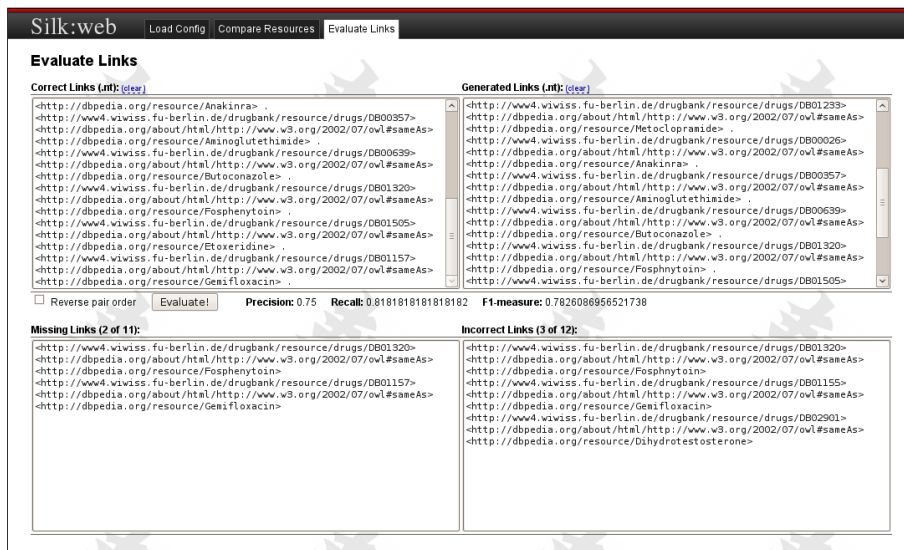 Silk:web
Load Config Compare Resources Evaluate Links
Evaluate Links
Correct Links (.nt): (clear)
<http://dbpedia.org/resource/Anakinra> .
<http://www4.wiwiss.fu-berlin.de/drugbank/resource/drugs/DB00357>
<http://dbpedia.org/about/html/http://www.w3.org/2002/07/owl#sameAs>
<http://dbpedia.org/resource/Aminoglutethimide> .
<http://www4.wiwiss.fu-berlin.de/drugbank/resource/drugs/DB00639>
<http://dbpedia.org/about/html/http://www.w3.org/2002/07/owl#sameAs>
<http://dbpedia.org/resource/Butoconazole> .
<http://www4.wiwiss.fu-berlin.de/drugbank/resource/drugs/DB01320>
<http://dbpedia.org/about/html/http://www.w3.org/2002/07/owl#sameAs>
<http://dbpedia.org/resource/Fosphenytoin> .
<http://www4.wiwiss.fu-berlin.de/drugbank/resource/drugs/DB01505>
<http://dbpedia.org/about/html/http://www.w3.org/2002/07/owl#sameAs>
<http://dbpedia.org/resource/Etoxeridine> .
<http://www4.wiwiss.fu-berlin.de/drugbank/resource/drugs/DB01157>
<http://dbpedia.org/about/html/http://www.w3.org/2002/07/owl#sameAs>
<http://dbpedia.org/resource/Gemifloxacin> .
Generated Links (.nt): (clear)
<http://www4.wiwiss.fu-berlin.de/drugbank/resource/drugs/DB01233>
<http://dbpedia.org/about/html/http://www.w3.org/2002/07/owl#sameAs>
<http://dbpedia.org/resource/Metoclopramide> .
<http://www4.wiwiss.fu-berlin.de/drugbank/resource/drugs/DB00026>
<http://dbpedia.org/about/html/http://www.w3.org/2002/07/owl#sameAs>
<http://dbpedia.org/resource/Anakinra> .
<http://www4.wiwiss.fu-berlin.de/drugbank/resource/drugs/DB00357>
<http://dbpedia.org/about/html/http://www.w3.org/2002/07/owl#sameAs>
<http://dbpedia.org/resource/Aminoglutethimide> .
<http://www4.wiwiss.fu-berlin.de/drugbank/resource/drugs/DB00639>
<http://dbpedia.org/about/html/http://www.w3.org/2002/07/owl#sameAs>
<http://dbpedia.org/resource/Butoconazole> .
<http://www4.wiwiss.fu-berlin.de/drugbank/resource/drugs/DB01320>
<http://dbpedia.org/about/html/http://www.w3.org/2002/07/owl#sameAs>
<http://dbpedia.org/resource/Fosphnytoin> .
<http://www4.wiwiss.fu-berlin.de/drugbank/resource/drugs/DB01505>
Reverse pair order Evaluate! Precision: 0.75 Recall: 0.8181818181818182 F1-measure: 0.7826086956521738
Missing Links (2 of 11):
<http://www4.wiwiss.fu-berlin.de/drugbank/resource/drugs/DB01320>
<http://dbpedia.org/about/html/http://www.w3.org/2002/07/owl#sameAs>
<http://dbpedia.org/resource/Fosphenytoin>
<http://www4.wiwiss.fu-berlin.de/drugbank/resource/drugs/DB01157>
<http://dbpedia.org/about/html/http://www.w3.org/2002/07/owl#sameAs>
<http://dbpedia.org/resource/Gemifloxacin>
Incorrect Links (3 of 12):
<http://www4.wiwiss.fu-berlin.de/drugbank/resource/drugs/DB01320>
<http://dbpedia.org/about/html/http://www.w3.org/2002/07/owl#sameAs>
<http://dbpedia.org/resource/Fosphnytoin>
<http://www4.wiwiss.fu-berlin.de/drugbank/resource/drugs/DB01155>
<http://dbpedia.org/about/html/http://www.w3.org/2002/07/owl#sameAs>
<http://dbpedia.org/resource/Gemifloxacin>
<http://www4.wiwiss.fu-berlin.de/drugbank/resource/drugs/DB02901>
<http://dbpedia.org/about/html/http://www.w3.org/2002/07/owl#sameAs>
<http://dbpedia.org/resource/Dihydrotestosterone>